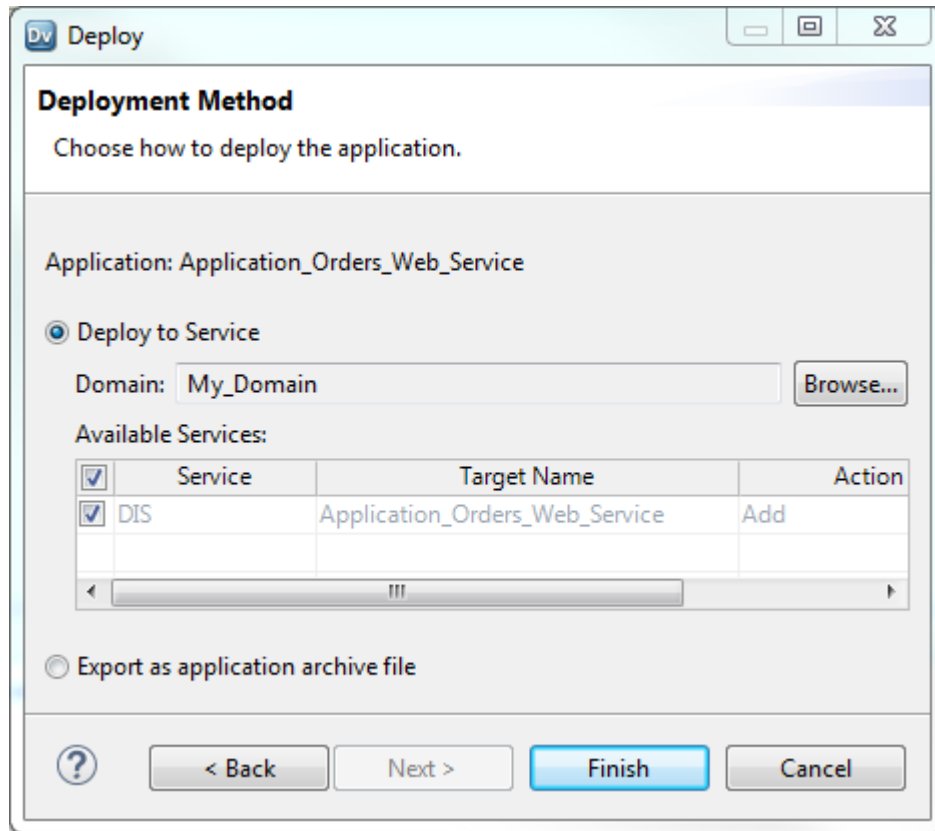 Dv Deploy
Deployment Method
Choose how to deploy the application.
Application: Application_Orders_Web_Service
Deploy to Service
Domain: My_Domain Browse...
Available Services:
Service Target Name Action
DIS Application_Orders_Web_Service Add
Export as application archive file
? < Back Next > Finish Cancel